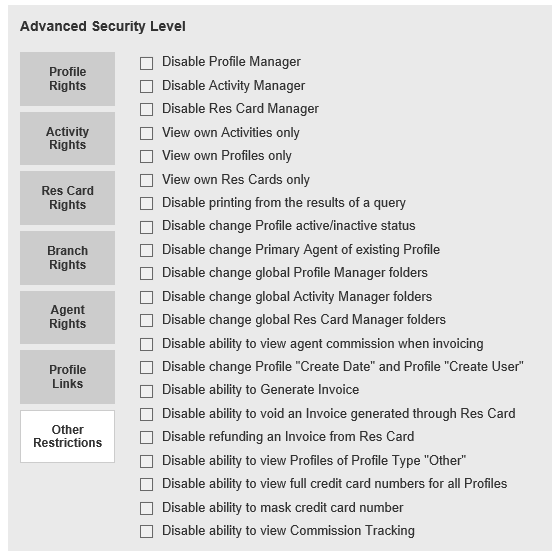 Advanced Security Level
Profile
Rights
Activity
Rights
Res Card
Rights
Branch
Rights
Agent
Rights
Profile
Links
Other
Restrictions
Disable Profile Manager
Disable Activity Manager
Disable Res Card Manager
View own Activities only
View own Profiles only
View own Res Cards only
Disable printing from the results of a query
Disable change Profile active/inactive status
Disable change Primary Agent of existing Profile
Disable change global Profile Manager folders
Disable change global Activity Manager folders
Disable change global Res Card Manager folders
Disable ability to view agent commission when invoicing
Disable change Profile "Create Date" and Profile "Create User"
Disable ability to Generate Invoice
Disable ability to void an Invoice generated through Res Card
Disable refunding an Invoice from Res Card
Disable ability to view Profiles of Profile Type "Other"
Disable ability to view full credit card numbers for all Profiles
Disable ability to mask credit card number
Disable ability to view Commission Tracking